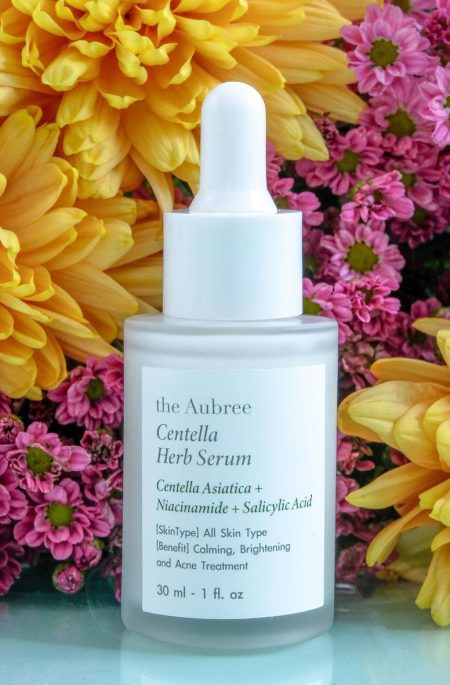 the Aubree
Centella
Herb Serum
Centella Asiatica +
Niacinamide + Salicylic Acid
[SkinType] All Skin Type
[Benefit] Calming, Brightening
and Acne Treatment
30 ml - 1 fl. oz